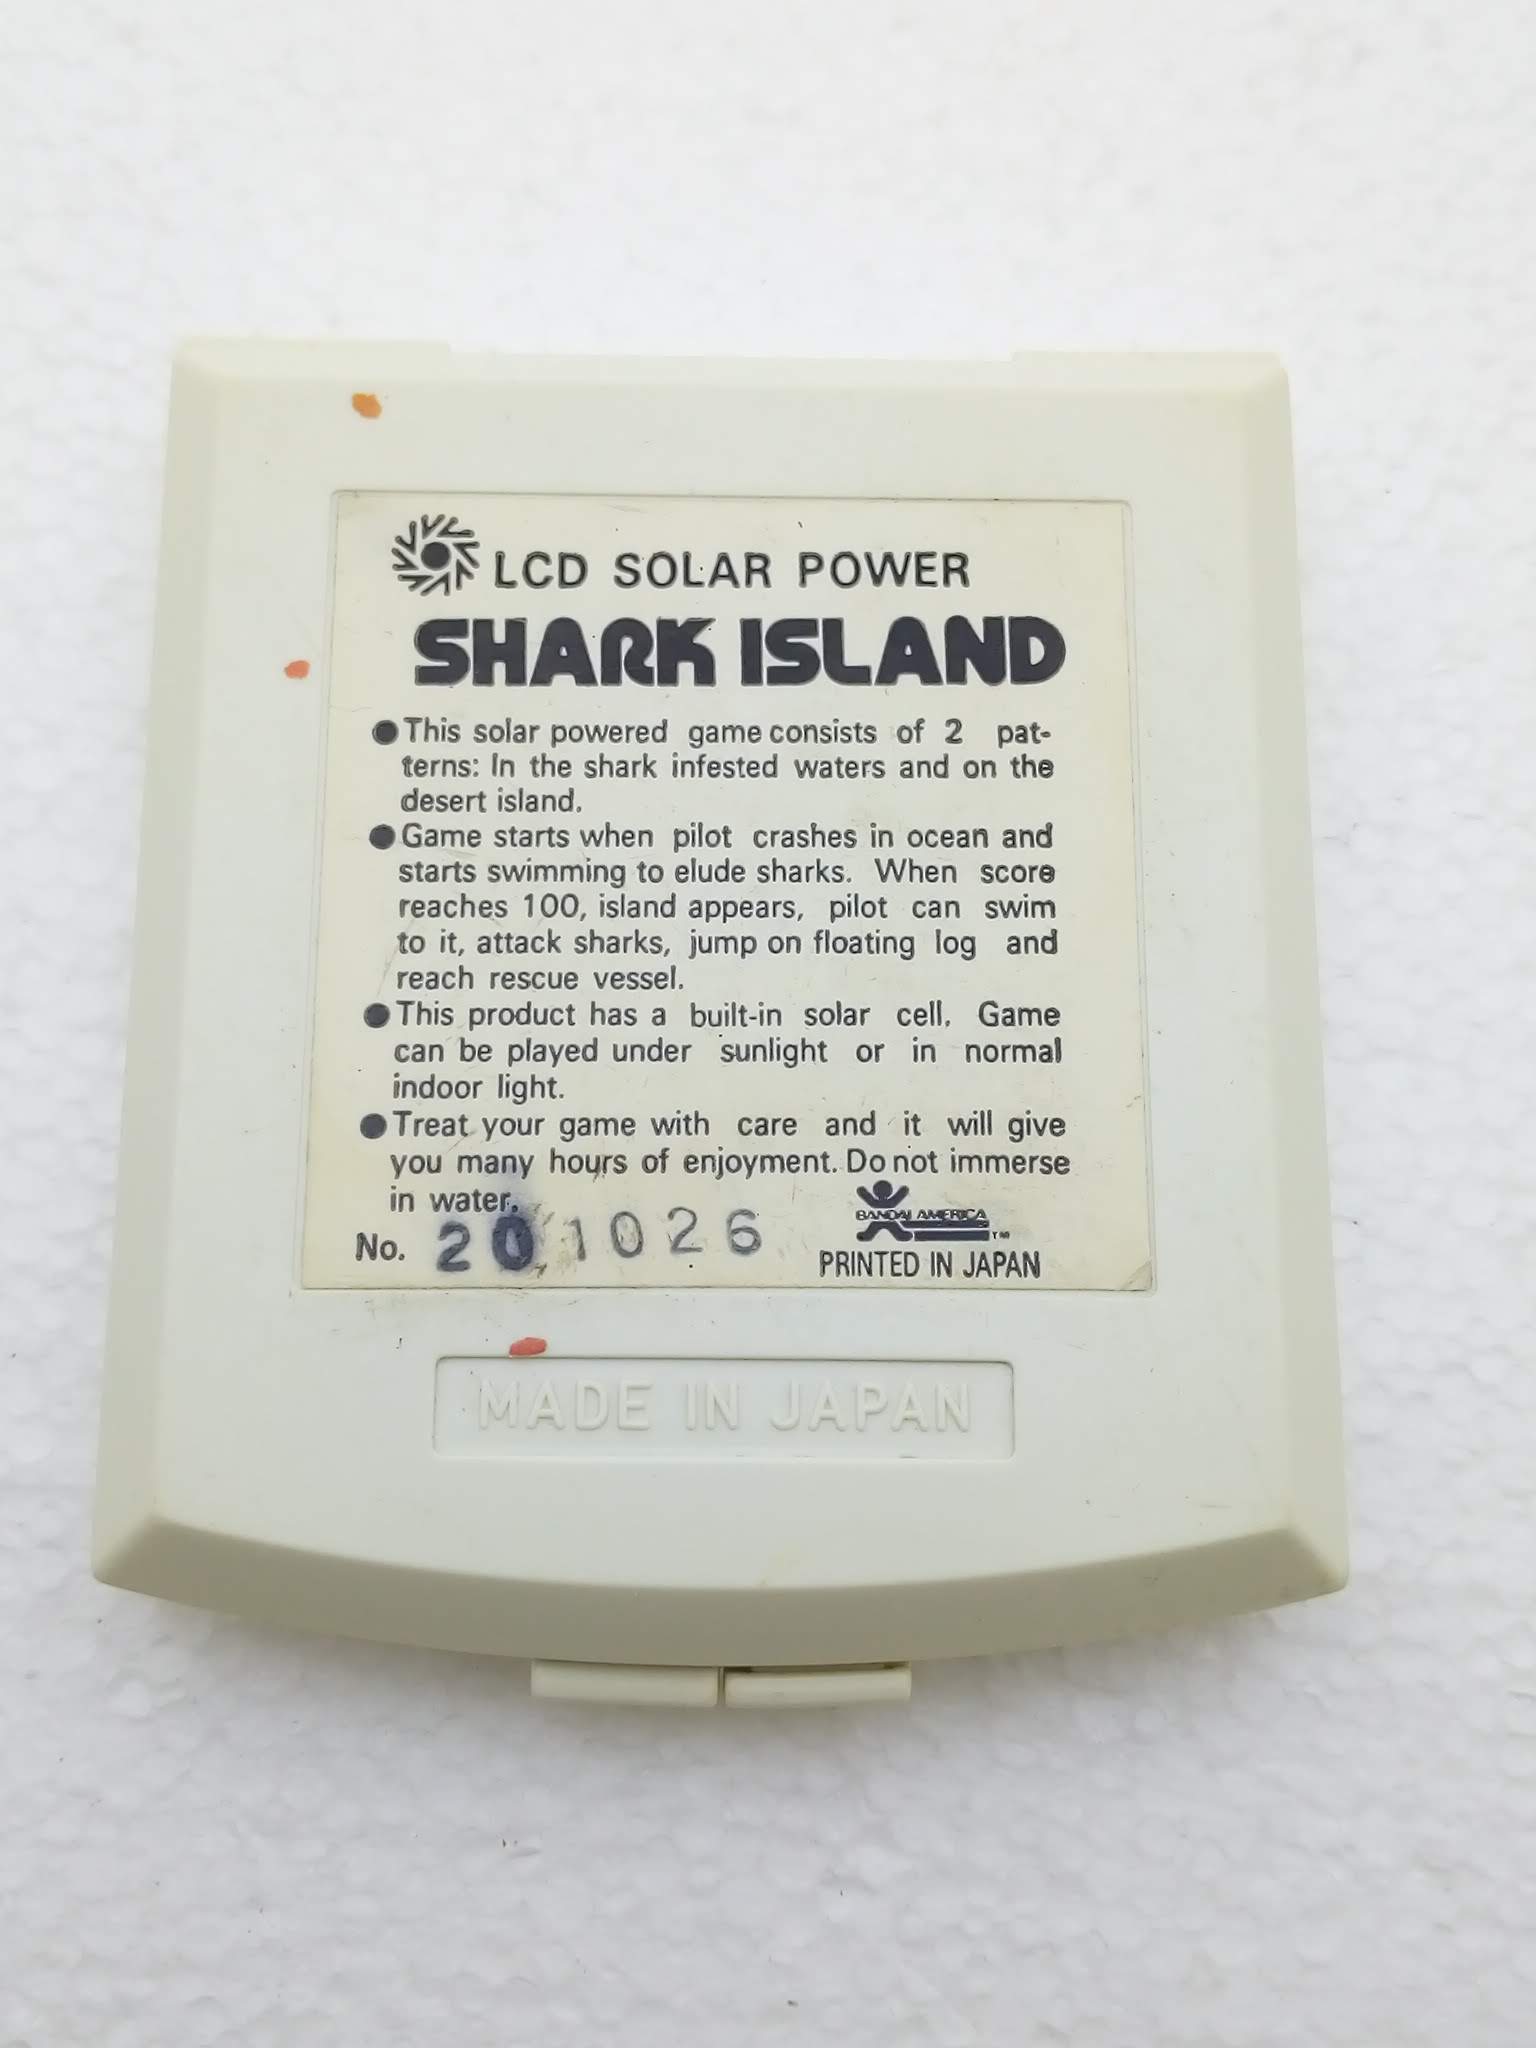 LCD SOLAR POWER
SHARK ISLAND
●This solar powered game consists of 2 pat-
terns: In the shark infested waters and on the
desert island.
●Game starts when pilot crashes in ocean and
starts swimming to elude sharks. When score
reaches 100, island appears, pilot can swim
to it, attack sharks, jump on floating log and
reach rescue vessel.
●This product has a built-in solar cell. Game
can be played under sunlight or in normal
indoor light.
●Treat your game with care and it will give
you many hours of enjoyment. Do not immerse
in water.
No. 201026
BANDAI AMERICA
TM
PRINTED IN JAPAN
MADE IN JAPAN